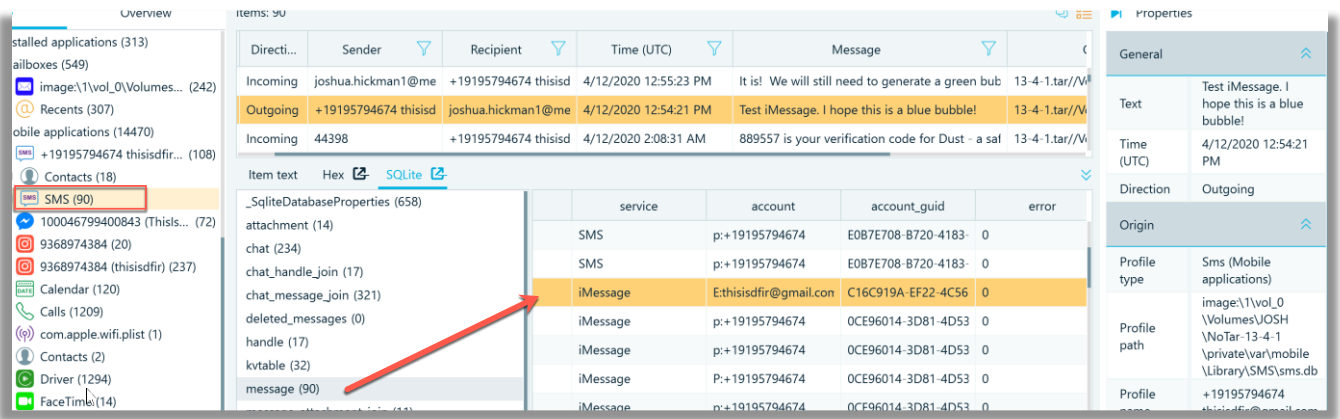 Overview
stalled applications (313)
ailboxes (549)
image:\1\vol_0\Volumes... (242)
Recents (307)
obile applications (14470)
SMS +19195794674 thisisdfir... (108)
Contacts (18)
SMS SMS (90)
100046799400843 (ThisIs... (72)
9368974384 (20)
9368974384 (thisisdfir) (237)
DATE Calendar (120)
Calls (1209)
com.apple.wifi.plist (1)
Contacts (2)
Driver (1294)
FaceTime (14)
Items: 90
Directi... Sender Recipient Time (UTC) Message
Incoming joshua.hickman1@me +19195794674 thisisd 4/12/2020 12:55:23 PM It is! We will still need to generate a green bub 13-4-1.tar//V
Outgoing +19195794674 thisisd joshua.hickman1@me 4/12/2020 12:54:21 PM Test iMessage. I hope this is a blue bubble! 13-4-1.tar//V
Incoming 44398 +19195794674 thisisd 4/12/2020 2:08:31 AM 889557 is your verification code for Dust - a saf 13-4-1.tar//V
Item text Hex SQLite
_SqliteDatabaseProperties (658)
attachment (14)
chat (234)
chat_handle_join (17)
chat_message_join (321)
deleted_messages (0)
handle (17)
kvtable (32)
message (90)
message_attachment_join (11)
service account account_guid error
SMS p:+19195794674 E0B7E708-B720-4183- 0
SMS p:+19195794674 E0B7E708-B720-4183- 0
iMessage E:thisisdfir@gmail.com C16C919A-EF22-4C56 0
iMessage p:+19195794674 0CE96014-3D81-4D53 0
iMessage p:+19195794674 0CE96014-3D81-4D53 0
iMessage P:+19195794674 0CE96014-3D81-4D53 0
iMessage p:+19195794674 0CE96014-3D81-4D53 0
Properties
General
Text Test iMessage. I
hope this is a blue
bubble!
Time
(UTC) 4/12/2020 12:54:21
PM
Direction Outgoing
Origin
Profile
type Sms (Mobile
applications)
Profile
path image:\1\vol_0
\Volumes\JOSH
\NoTar-13-4-1
\private\var\mobile
\Library\SMS\sms.db
Profile
name +19195794674
thisisdfir@gmail.com